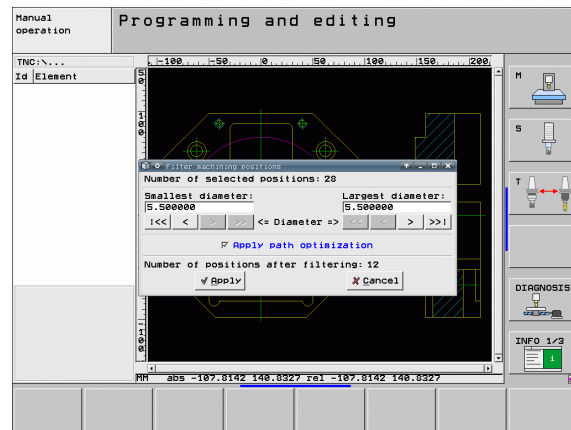 Manual
operation
Programming and editing
TNC:\...
Id Element
-100 -50 0 50 100 150 200
M
S
T
Filter machining positions
Number of selected positions: 28
Smallest diameter: Largest diameter:
5.500000 5.500000
|<< < > >> <= Diameter => << < > >>|
Apply path optimization
Number of positions after filtering: 12
Apply Cancel
DIAGNOSIS
INFO 1/3
MM abs -107.8142 140.8327 rel -107.8142 140.8327